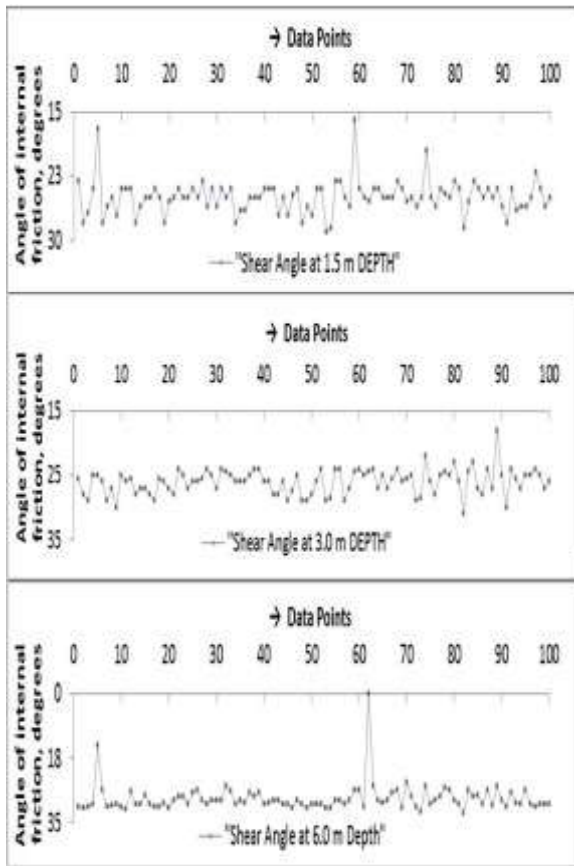 → Data Points
0 10 20 30 40 50 60 70 80 90 100
Angle of internal
friction, degrees
15
23
30
"Shear Angle at 1.5 m DEPTH"
→ Data Points
0 10 20 30 40 50 60 70 80 90 100
Angle of internal
friction, degrees
15
25
35
"Shear Angle at 3.0 m DEPTH"
→ Data Points
0 10 20 30 40 50 60 70 80 90 100
Angle of internal
friction, degrees
0
18
35
"Shear Angle at 6.0 m Depth"